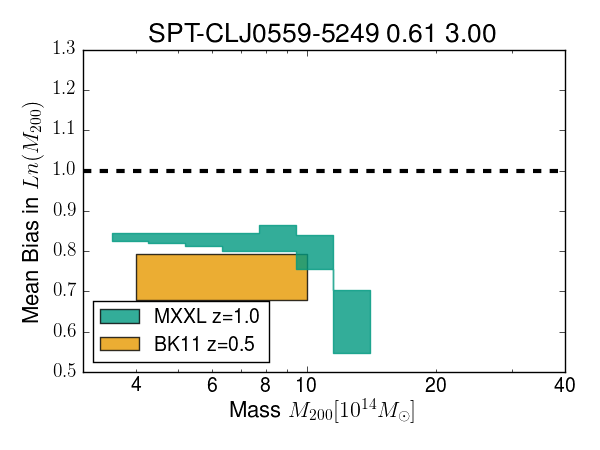 SPT-CLJ0559-5249 0.61 3.00
1.3
1.2
1.1
1.0
0.9
0.8
0.7
0.6
0.5
Mean Bias in Ln(M₂₀₀)
MXXL z=1.0
BK11 z=0.5
4 6 8 10 20 40
Mass M₂₀₀[10¹⁴M☉]